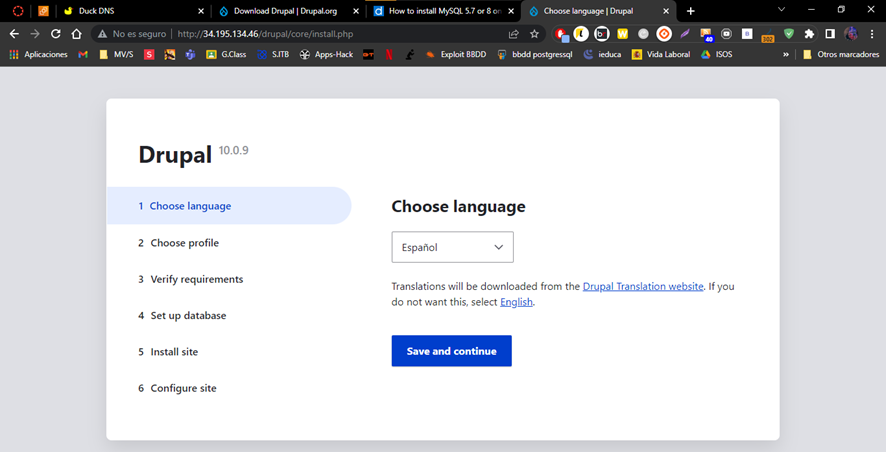 Duck DNS
Download Drupal | Drupal.org
How to install MySQL 5.7 or 8 on
Choose language | Drupal
No es seguro | http://34.195.134.46/drupal/core/install.php
40
302
Aplicaciones
MV/S
G.Class
SJTB
Apps-Hack
Exploit BBDD
bbdd postgressql
ieduca
Vida Laboral
ISOS
»
Otros marcadores
Drupal 10.0.9
1 Choose language
2 Choose profile
3 Verify requirements
4 Set up database
5 Install site
6 Configure site
Choose language
Español
Translations will be downloaded from the Drupal Translation website. If you
do not want this, select English.
Save and continue